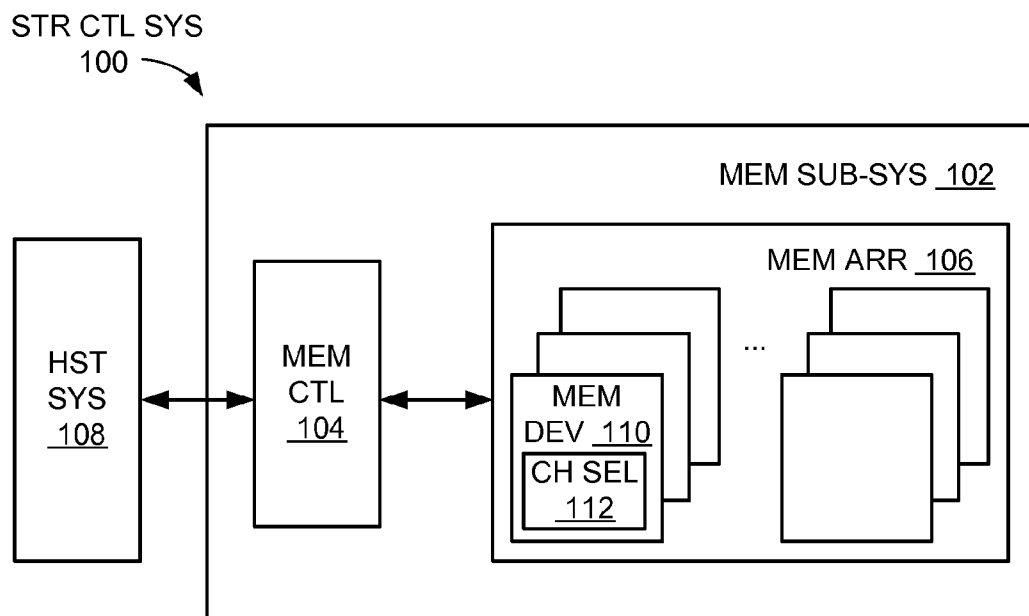 STR CTL SYS
100
MEM SUB-SYS 102
MEM ARR 106
HST
SYS
108
MEM
CTL
104
MEM
DEV 110
CH SEL
112
...